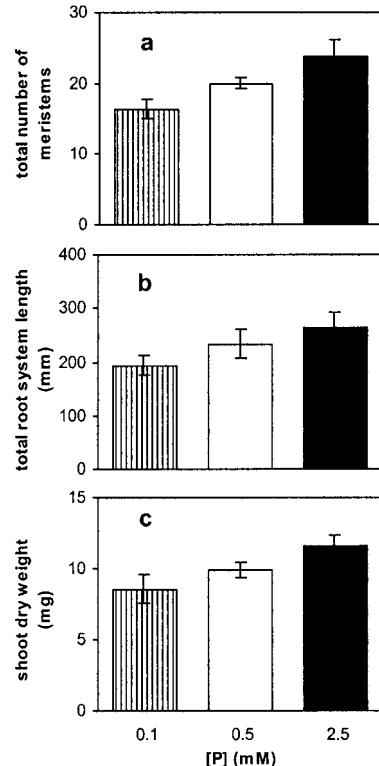 a
total number of
meristems
30
20
10
0
b
total root system length
(mm)
400
300
200
100
0
c
shoot dry weight
(mg)
15
10
5
0
0.1 0.5 2.5
[P] (mM)